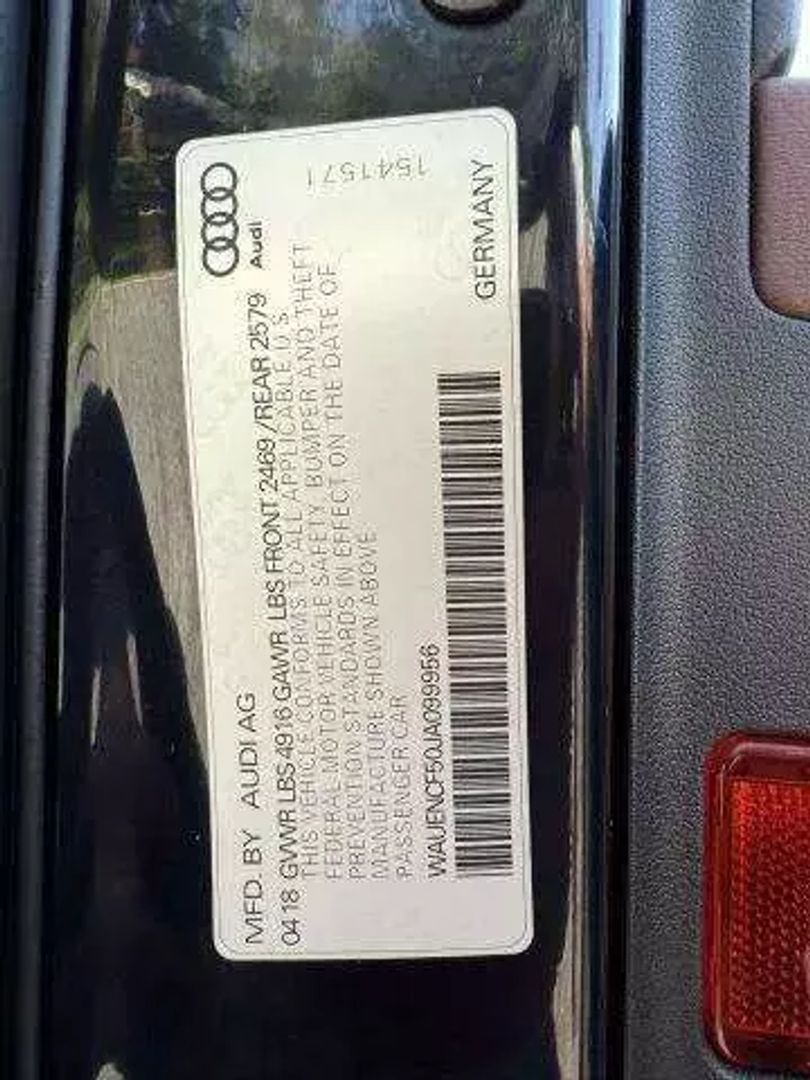 MFD. BY AUDI AG
Audi
0418 GVWR LBS 4916 GAWR LBS FRONT 2469 / REAR 2579
THIS VEHICLE CONFORMS TO ALL APPLICABLE U S
FEDERAL MOTOR VEHICLE SAFETY, BUMPER AND THEFT
PREVENTION STANDARDS IN EFFECT ON THE DATE OF
MANUFACTURE SHOWN ABOVE
PASSENGER CAR
1541571
WAUENCF50JA099956
GERMANY